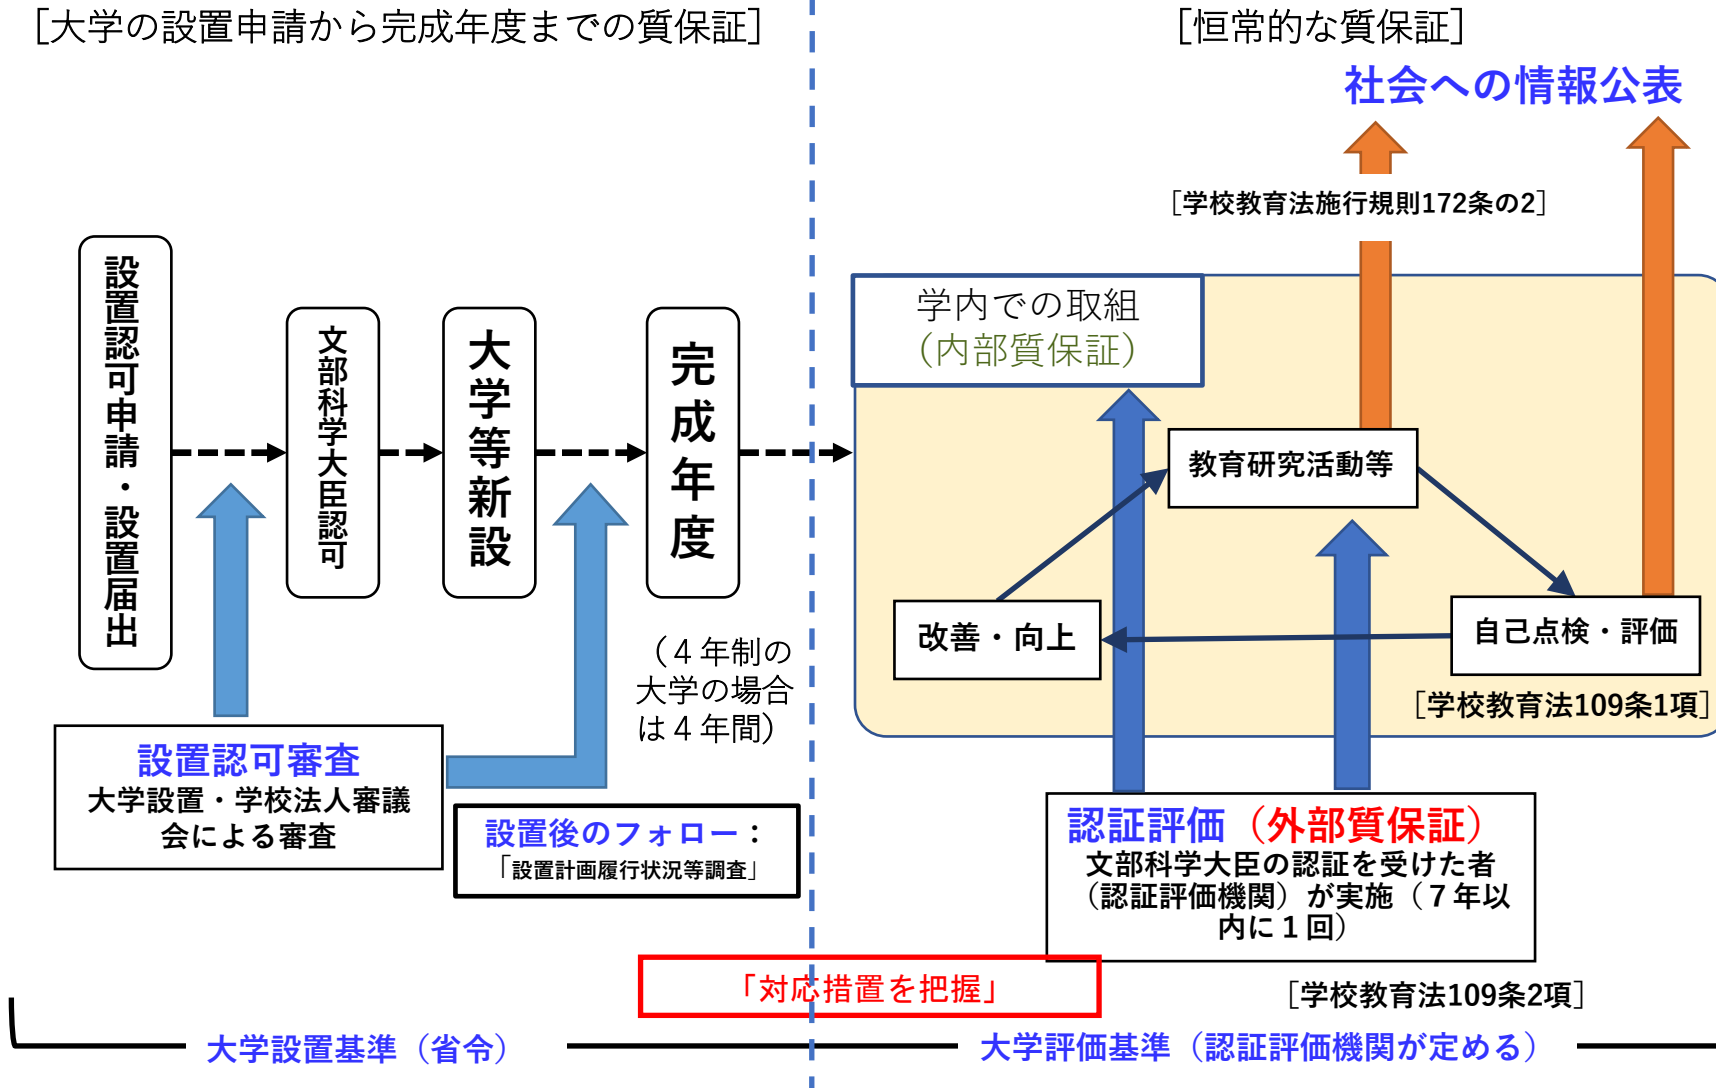 ［大学の設置申請から完成年度までの質保証］
［恒常的な質保証］
社会への情報公表
［学校教育法施行規則172条の2］
設置認可申請・設置届出
文部科学大臣認可
大学等新設
完成年度
（４年制の
大学の場合
は４年間）
設置認可審査
大学設置・学校法人審議
会による審査
設置後のフォロー：
「設置計画履行状況等調査」
学内での取組
（内部質保証）
教育研究活動等
改善・向上
自己点検・評価
［学校教育法109条1項］
認証評価（外部質保証）
文部科学大臣の認証を受けた者
（認証評価機関）が実施（７年以
内に１回）
「対応措置を把握」
［学校教育法109条2項］
大学設置基準（省令）
大学評価基準（認証評価機関が定める）